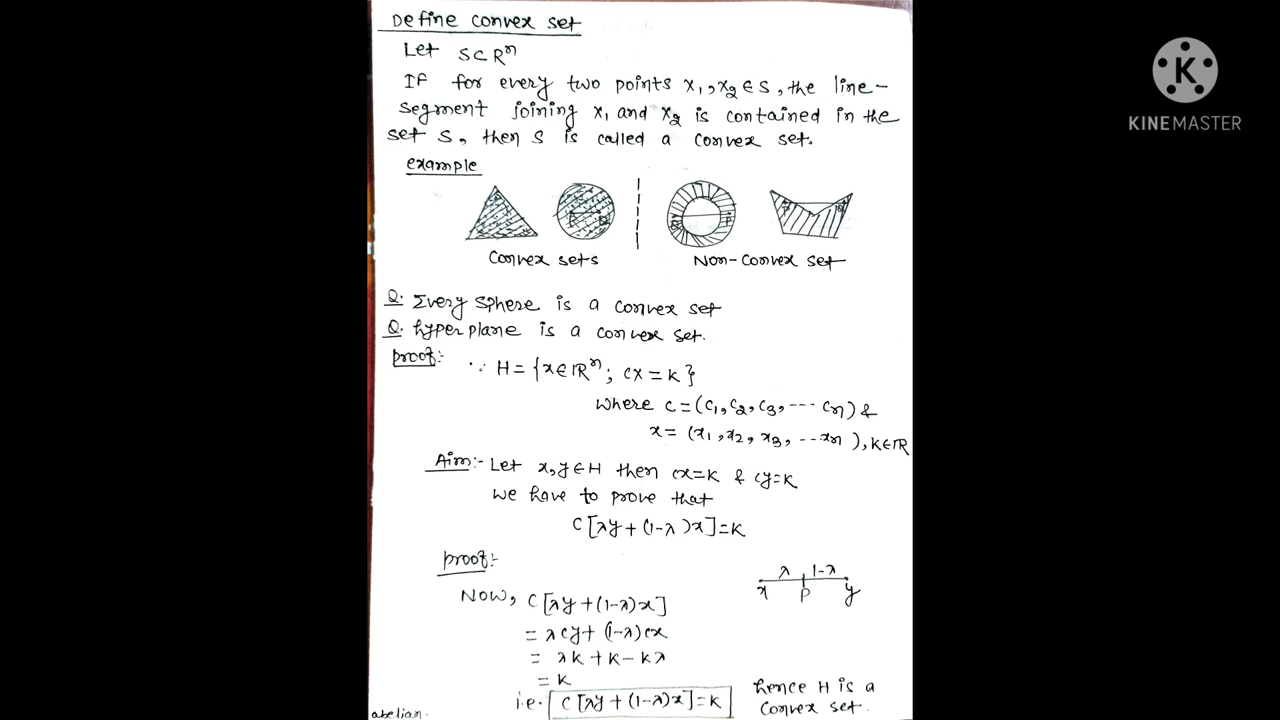 Define convex set
Let S⊂Rⁿ
If for every two points x₁,x₂∈S, the line-
segment joining x₁ and x₂ is contained in the
set S, then S is called a convex set.
example
Convex sets
Non-Convex set
Q. Every sphere is a convex set
Q. hyperplane is a convex set.
proof:-
∵ H = {x∈ℝⁿ; cx = k}
where c = (c₁, c₂, c₃, --- cₙ) &
x = (x₁, x₂, x₃, --xₙ), k∈ℝ
Aim:- Let x,y∈H then cx=k & cy=k
we have to prove that
C[λy + (1-λ)x] = k
proof:-
Now, C[λy + (1-λ)x]
= λcy + (1-λ)cx
= λk + k - kλ
= k
i.e. C[λy + (1-λ)x] = k
λ 1-λ
x P y
hence H is a
convex set.
abelian.
K
KINEMASTER